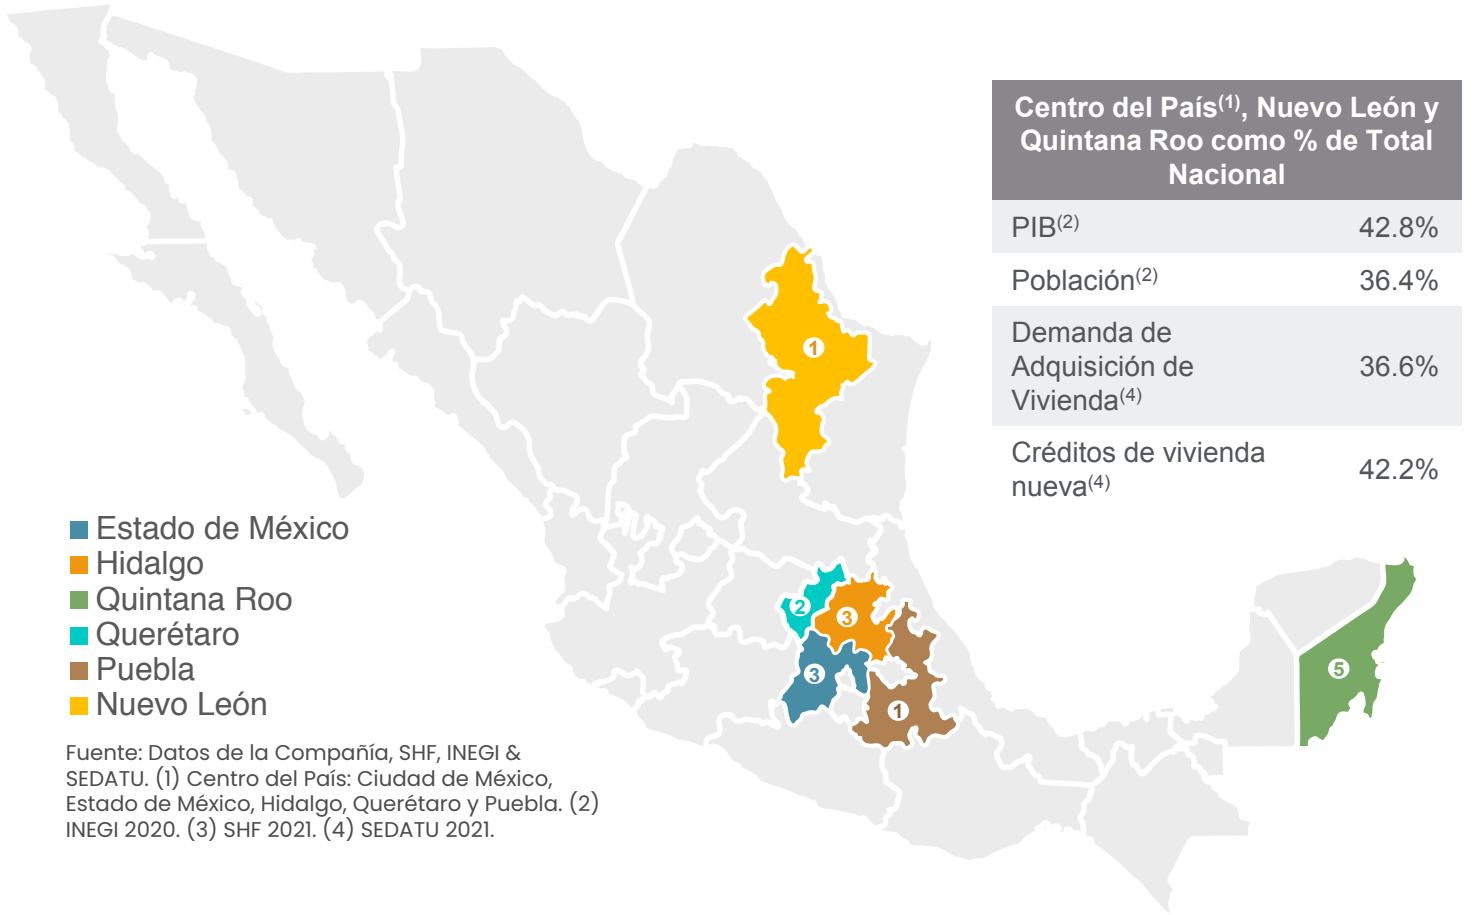 Centro del País(1), Nuevo León y
Quintana Roo como % de Total
Nacional
PIB(2) 42.8%
Población(2) 36.4%
Demanda de
Adquisición de 36.6%
Vivienda(4)
Créditos de vivienda
nueva(4) 42.2%
1
2
3
3
1
5
Estado de México
Hidalgo
Quintana Roo
Querétaro
Puebla
Nuevo León
Fuente: Datos de la Compañía, SHF, INEGI &
SEDATU. (1) Centro del País: Ciudad de México,
Estado de México, Hidalgo, Querétaro y Puebla. (2)
INEGI 2020. (3) SHF 2021. (4) SEDATU 2021.